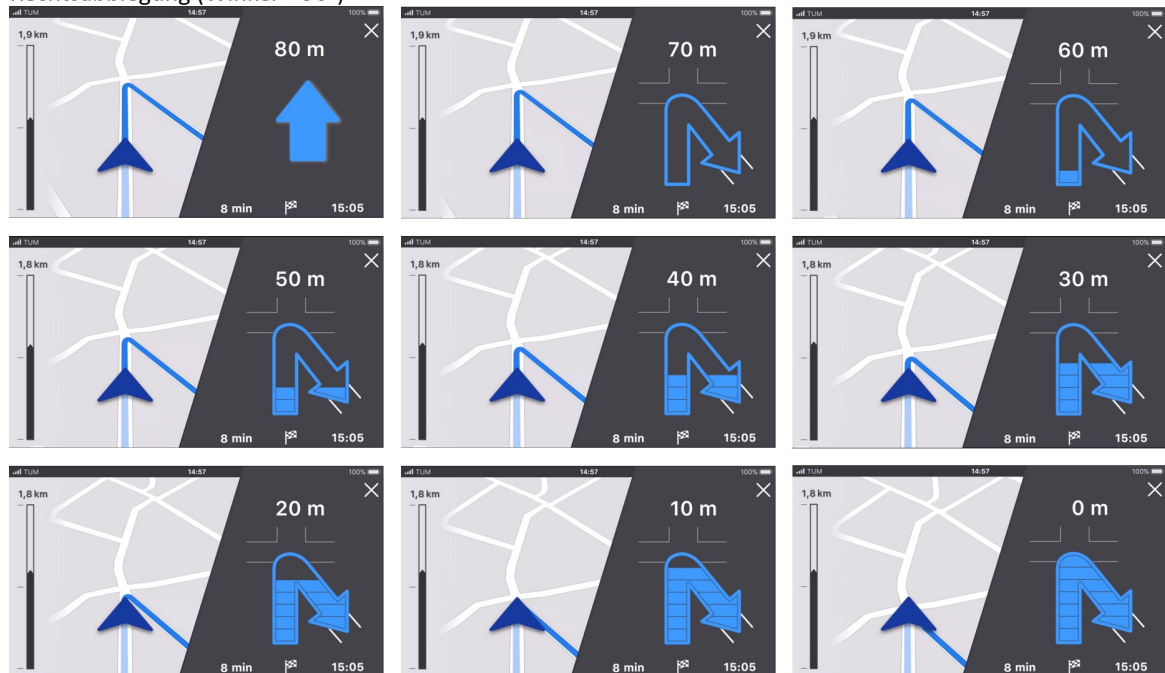 Rechtsabbiegung (Winkel
TUM 14:57 100%
1,9 km
80 m
8 min 15:05
TUM 14:57 100%
1,9 km
70 m
8 min 15:05
TUM 14:57 100%
1,9 km
60 m
8 min 15:05
TUM 14:57 100%
1,8 km
50 m
8 min 15:05
TUM 14:57 100%
1,8 km
40 m
8 min 15:05
TUM 14:57 100%
1,8 km
30 m
8 min 15:05
TUM 14:57 100%
1,8 km
20 m
8 min 15:05
TUM 14:57 100%
1,8 km
10 m
8 min 15:05
TUM 14:57 100%
1,8 km
0 m
8 min 15:05